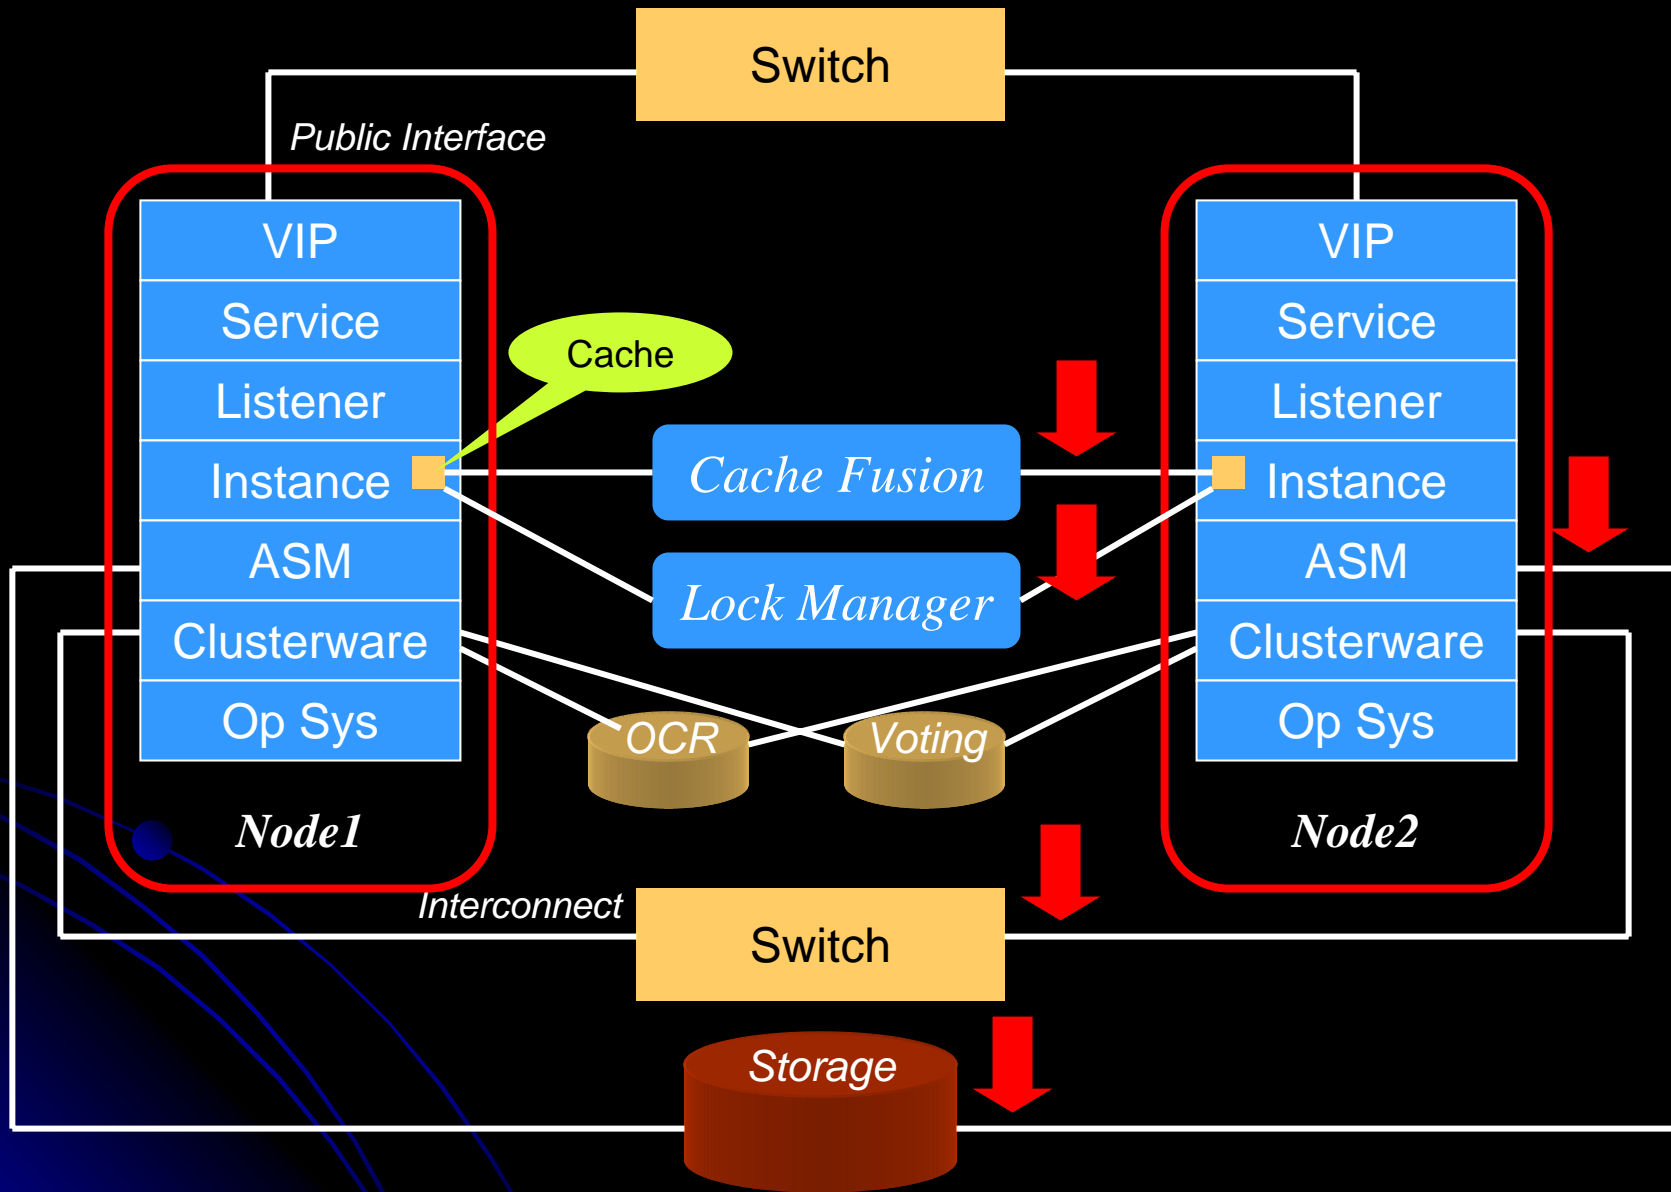 Switch
Public Interface
VIP
Service
Listener
Instance
ASM
Clusterware
Op Sys
Node1
Cache
Cache Fusion
Lock Manager
OCR
Voting
VIP
Service
Listener
Instance
ASM
Clusterware
Op Sys
Node2
Interconnect
Switch
Storage